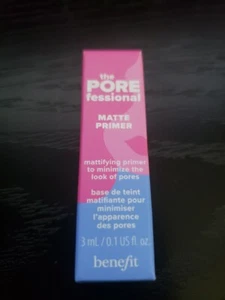 the
PORE
fessional
MATTE
PRIMER
mattifying primer
to minimize the
look of pores
base de teint
matifiante pour
minimiser
l'apparence
des pores
3 mL / 0.1 US fl. oz.
benefit